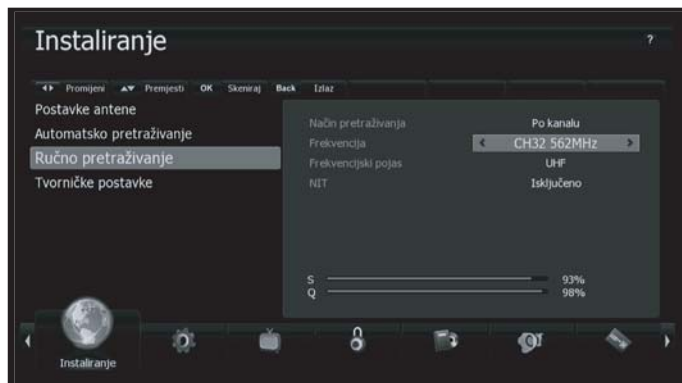 Instaliranje
?
Promijeni Premjesti OK Skeniraj Back Izlaz
Postavke antene
Automatsko pretraživanje
Ručno pretraživanje
Tvorničke postavke
Način pretraživanja Po kanalu
Frekvencija CH32 562MHz
Frekvencijski pojas UHF
NIT Isključeno
S 93%
Q 98%
Instaliranje